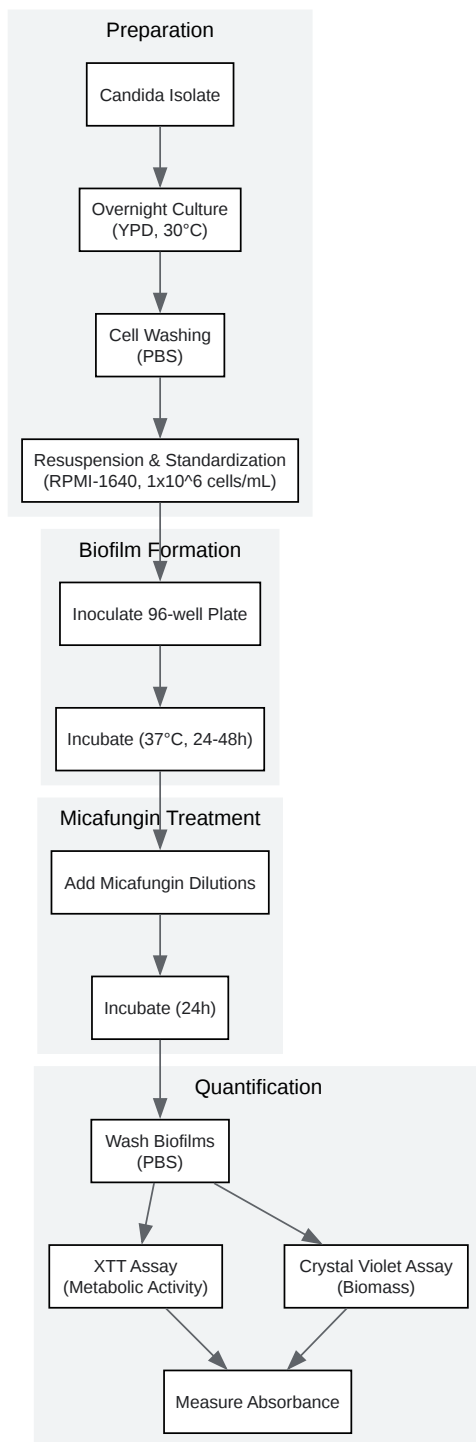 Preparation
Candida Isolate
Overnight Culture
(YPD, 30°C)
Cell Washing
(PBS)
Resuspension & Standardization
(RPMI-1640, 1x10^6 cells/mL)
Biofilm Formation
Inoculate 96-well Plate
Incubate (37°C, 24-48h)
Micafungin Treatment
Add Micafungin Dilutions
Incubate (24h)
Quantification
Wash Biofilms
(PBS)
XTT Assay
(Metabolic Activity)
Crystal Violet Assay
(Biomass)
Measure Absorbance